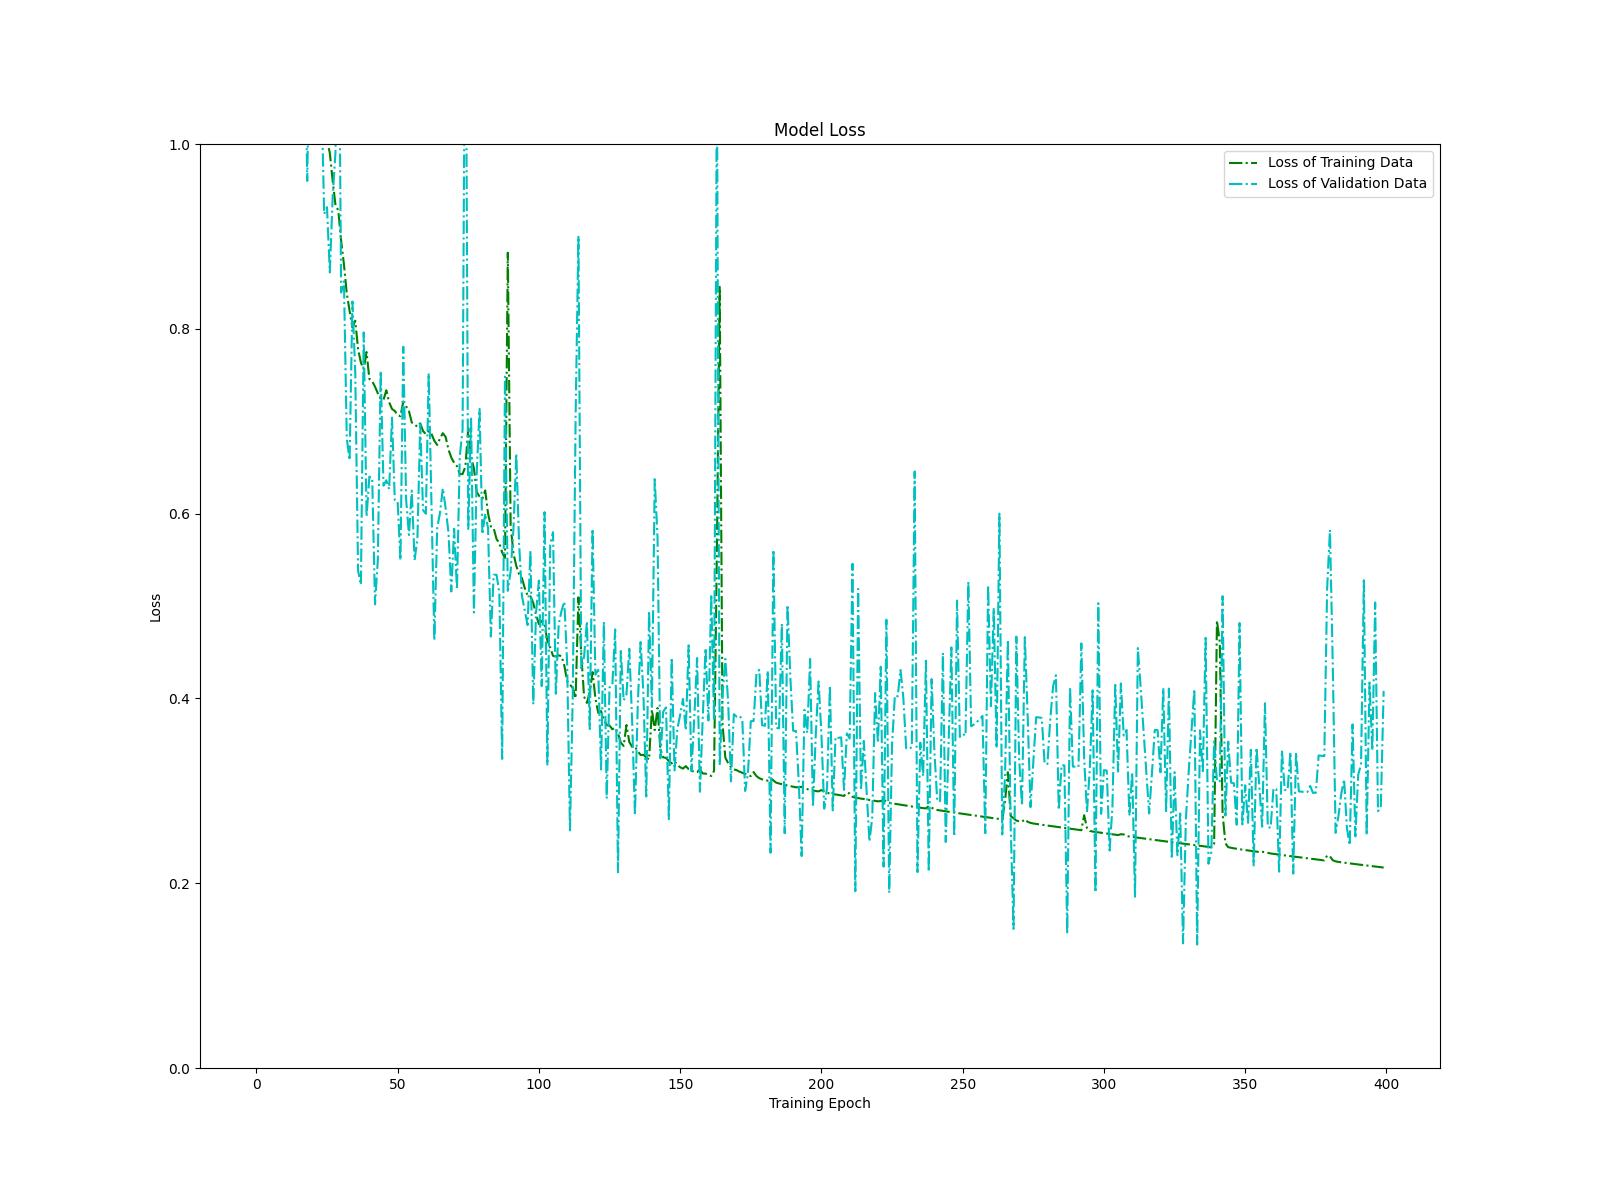 Model Loss
1.0
0.8
0.6
0.4
0.2
0.0
Loss
Loss of Training Data
Loss of Validation Data
0 50 100 150 200 250 300 350 400
Training Epoch